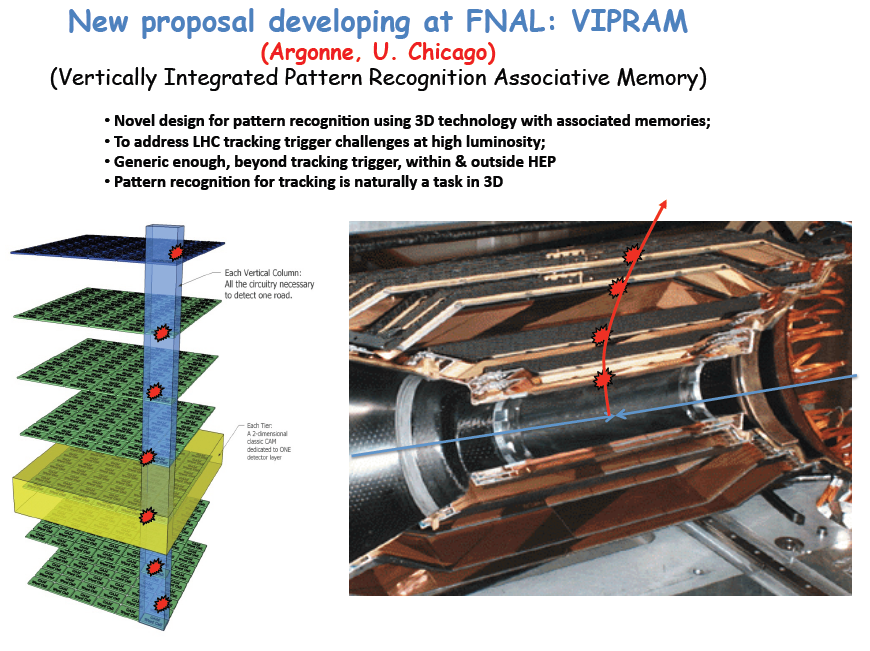 New proposal developing at FNAL: VIPRAM
(Argonne, U. Chicago)
(Vertically Integrated Pattern Recognition Associative Memory)
• Novel design for pattern recognition using 3D technology with associated memories;
• To address LHC tracking trigger challenges at high luminosity;
• Generic enough, beyond tracking trigger, within & outside HEP
• Pattern recognition for tracking is naturally a task in 3D
Each Vertical Column:
All the circuitry necessary
to detect one road.
Each Tier:
A 2-dimensional
classic CAM
dedicated to ONE
detector layer